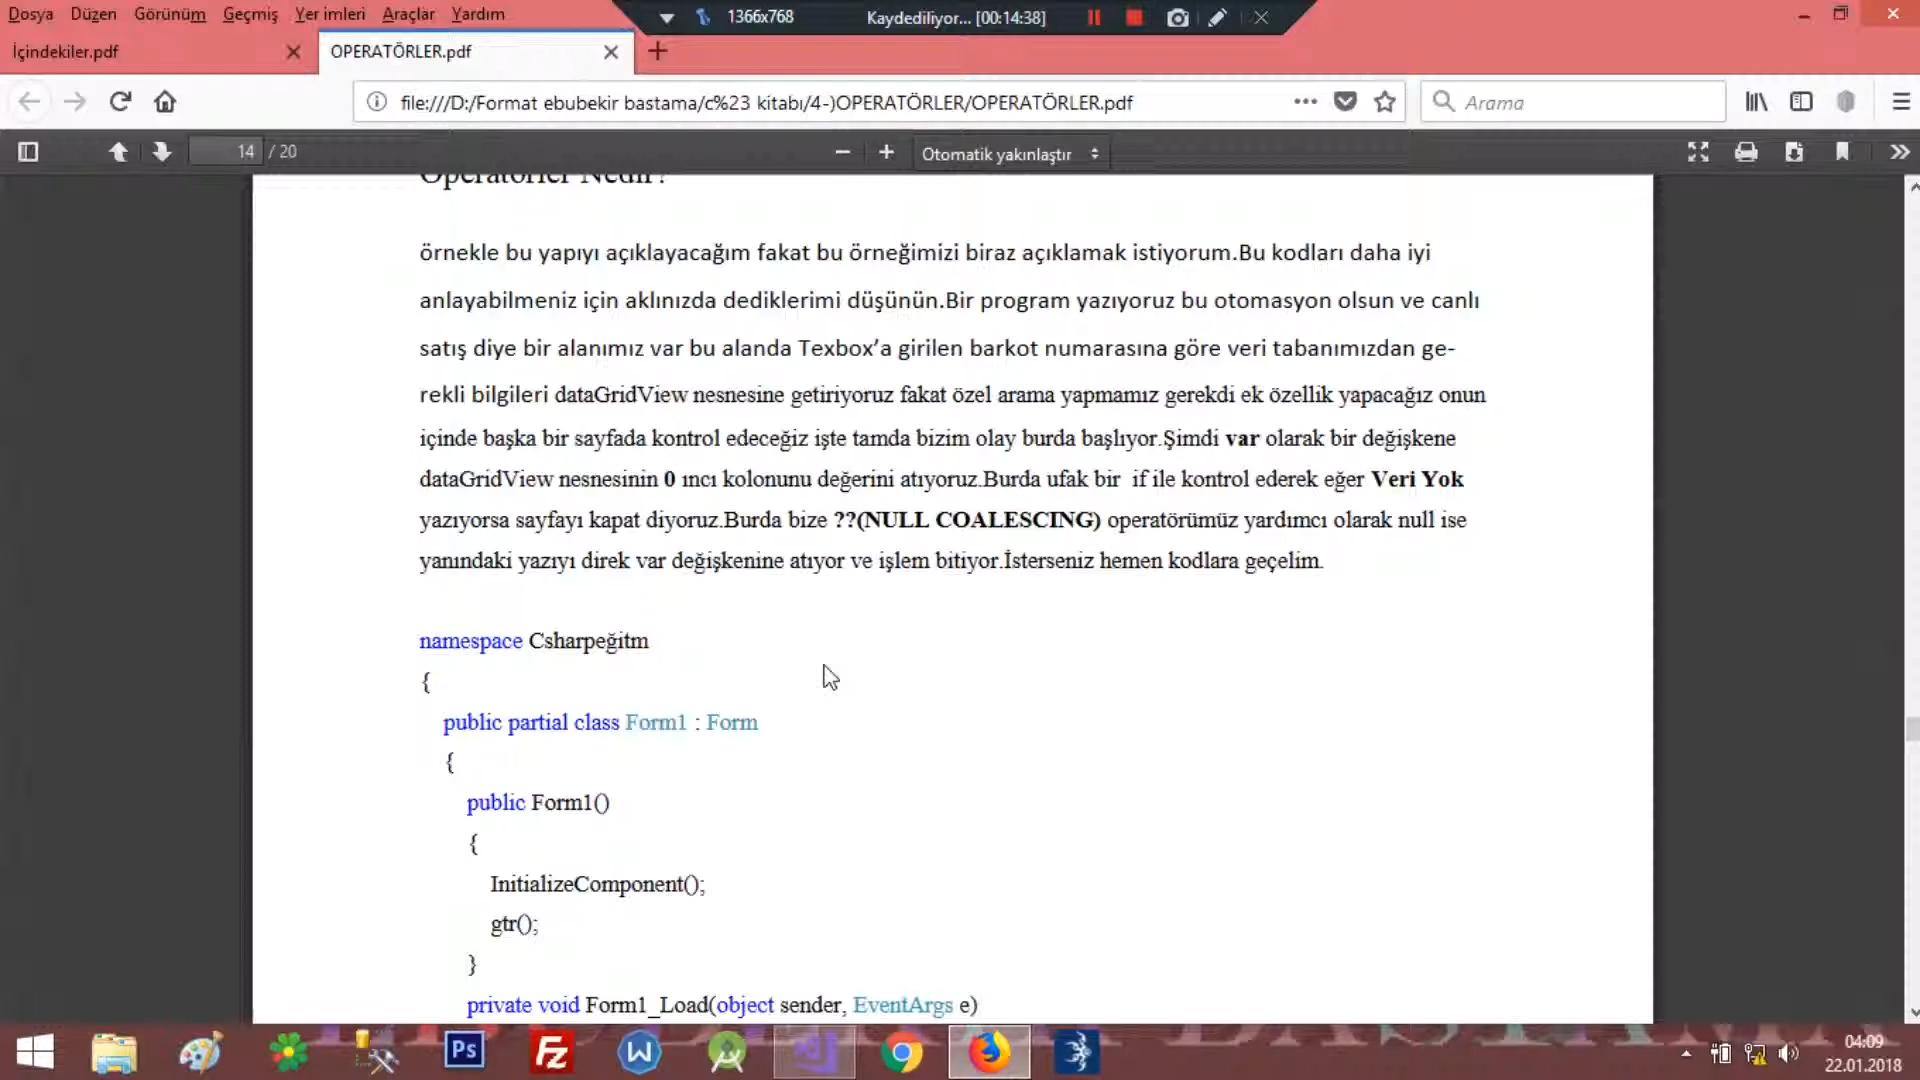 Dosya Düzen Görünüm Geçmiş Yer imleri Araçlar Yardım
1366x768 Kaydediliyor... [00:14:38]
İçindekiler.pdf OPERATÖRLER.pdf
file:///D:/Format ebubekir bastama/c%23 kitabı/4-)OPERATÖRLER/OPERATÖRLER.pdf
Arama
14 / 20
Otomatik yakınlaştır
Operatörler Nedir?
örnekle bu yapıyı açıklayacağım fakat bu örneğimizi biraz açıklamak istiyorum.Bu kodları daha iyi
anlayabilmeniz için aklınızda dediklerimi düşünün.Bir program yazıyoruz bu otomasyon olsun ve canlı
satış diye bir alanımız var bu alanda Texbox’a girilen barkot numarasına göre veri tabanımızdan ge-
rekli bilgileri dataGridView nesnesine getiriyoruz fakat özel arama yapmamız gerekdi ek özellik yapacağız onun
içinde başka bir sayfada kontrol edeceğiz işte tamda bizim olay burda başlıyor.Şimdi var olarak bir değişkene
dataGridView nesnesinin 0 ıncı kolonunu değerini atıyoruz.Burda ufak bir if ile kontrol ederek eğer Veri Yok
yazıyorsa sayfayı kapat diyoruz.Burda bize ??(NULL COALESCING) operatörümüz yardımcı olarak null ise
yanındaki yazıyı direk var değişkenine atıyor ve işlem bitiyor.İsterseniz hemen kodlara geçelim.
namespace Csharpeğitm
{
public partial class Form1 : Form
{
public Form1()
{
InitializeComponent();
gtr();
}
private void Form1_Load(object sender, EventArgs e)
Ps
04:09
22.01.2018